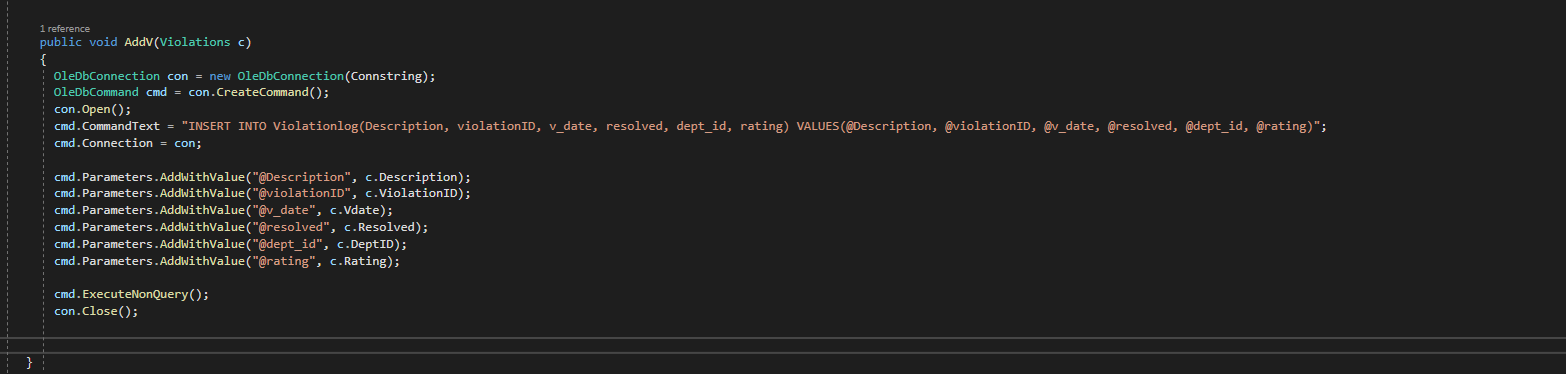 1 reference
public void AddV(Violations c)
{
OleDbConnection con = new OleDbConnection(Connstring);
OleDbCommand cmd = con.CreateCommand();
con.Open();
cmd.CommandText = "INSERT INTO Violationlog(Description, violationID, v_date, resolved, dept_id, rating) VALUES(@Description, @violationID, @v_date, @resolved, @dept_id, @rating)";
cmd.Connection = con;
cmd.Parameters.AddWithValue("@Description", c.Description);
cmd.Parameters.AddWithValue("@violationID", c.ViolationID);
cmd.Parameters.AddWithValue("@v_date", c.Vdate);
cmd.Parameters.AddWithValue("@resolved", c.Resolved);
cmd.Parameters.AddWithValue("@dept_id", c.DeptID);
cmd.Parameters.AddWithValue("@rating", c.Rating);
cmd.ExecuteNonQuery();
con.Close();
}